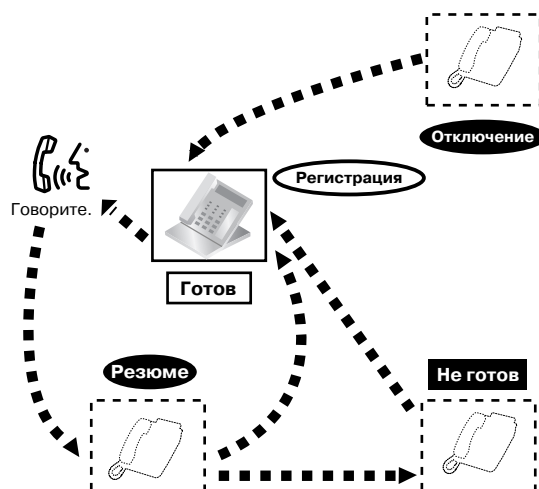 Отключение
Регистрация
Говорите.
Готов
Резюме
Не готов